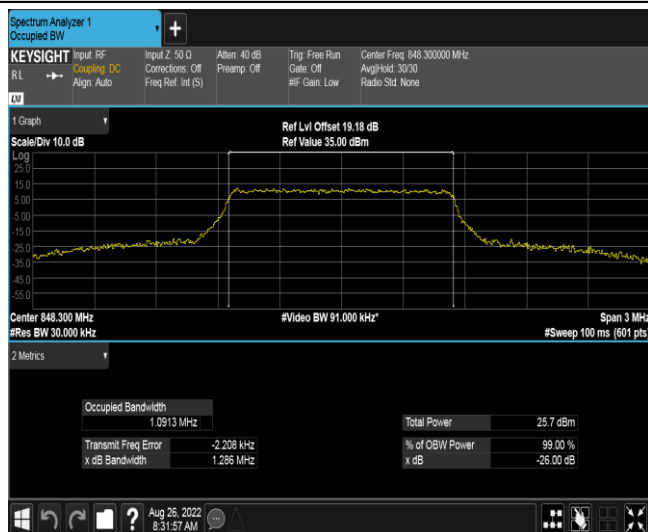 Spectrum Analyzer 1
Occupied BW
+
KEYSIGHT Input: RF Input Z: 50 Ω Atten: 40 dB Trig: Free Run Center Freq: 848.300000 MHz
RL Coupling: DC Corrections: Off Preamp: Off Gate: Off Avg|Hold: 30/30
Align: Auto Freq Ref: Int (S) #IF Gain: Low Radio Std: None
LXI
1 Graph
Ref Lvl Offset 19.18 dB
Scale/Div 10.0 dB Ref Value 35.00 dBm
Log
25.0
15.0
5.00
-5.00
-15.0
-25.0
-35.0
-45.0
-55.0
Center 848.300 MHz #Video BW 91.000 kHz* Span 3 MHz
#Res BW 30.000 kHz #Sweep 100 ms (601 pts)
2 Metrics
Occupied Bandwidth
1.0913 MHz Total Power 25.7 dBm
Transmit Freq Error -2.208 kHz % of OBW Power 99.00 %
x dB Bandwidth 1.286 MHz x dB -26.00 dB
? Aug 26, 2022
8:31:57 AM